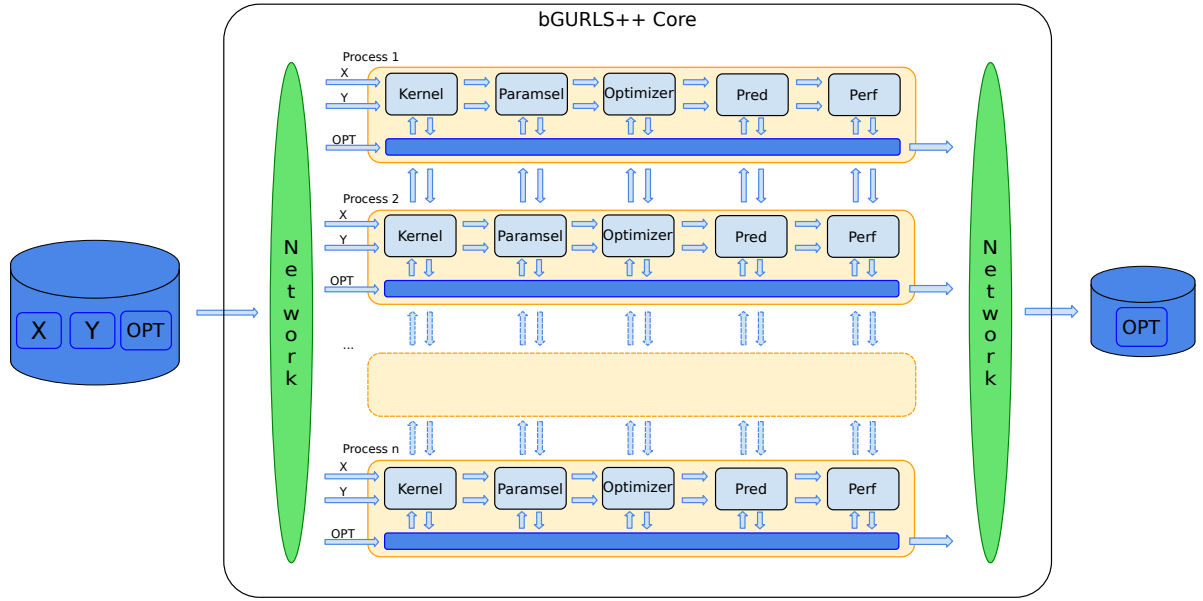 bGURLS++ Core
X
Y
OPT
Network
Process 1
X
Y
OPT
Kernel
Paramsel
Optimizer
Pred
Perf
Process 2
X
Y
OPT
Kernel
Paramsel
Optimizer
Pred
Perf
...
Process n
X
Y
OPT
Kernel
Paramsel
Optimizer
Pred
Perf
Network
OPT